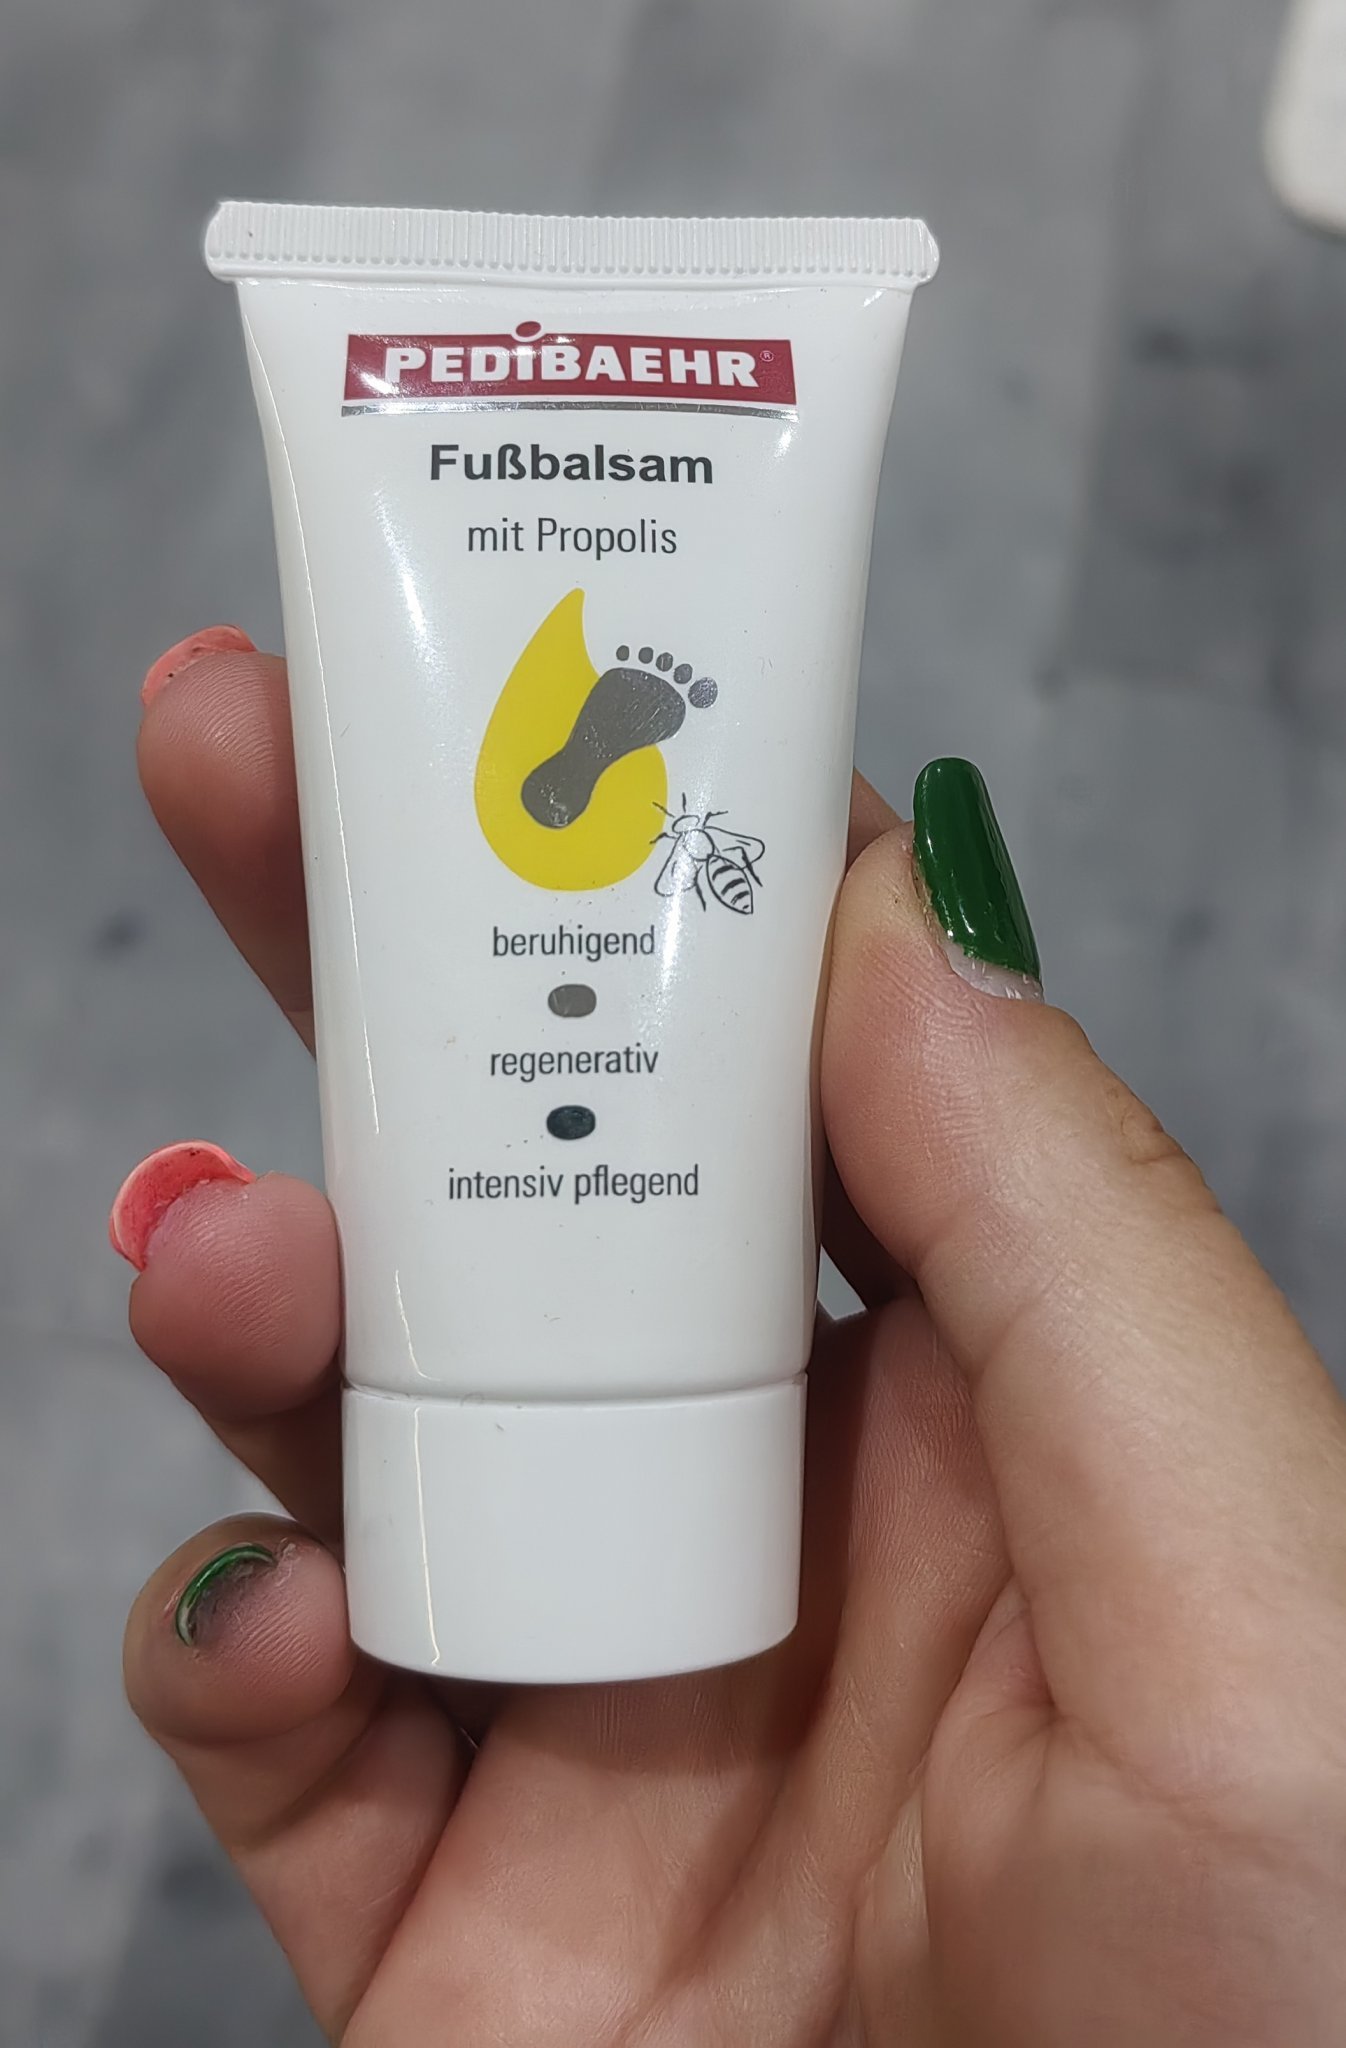 PEDiBAEHR®
Fußbalsam
mit Propolis
beruhigend
regenerativ
intensiv pflegend